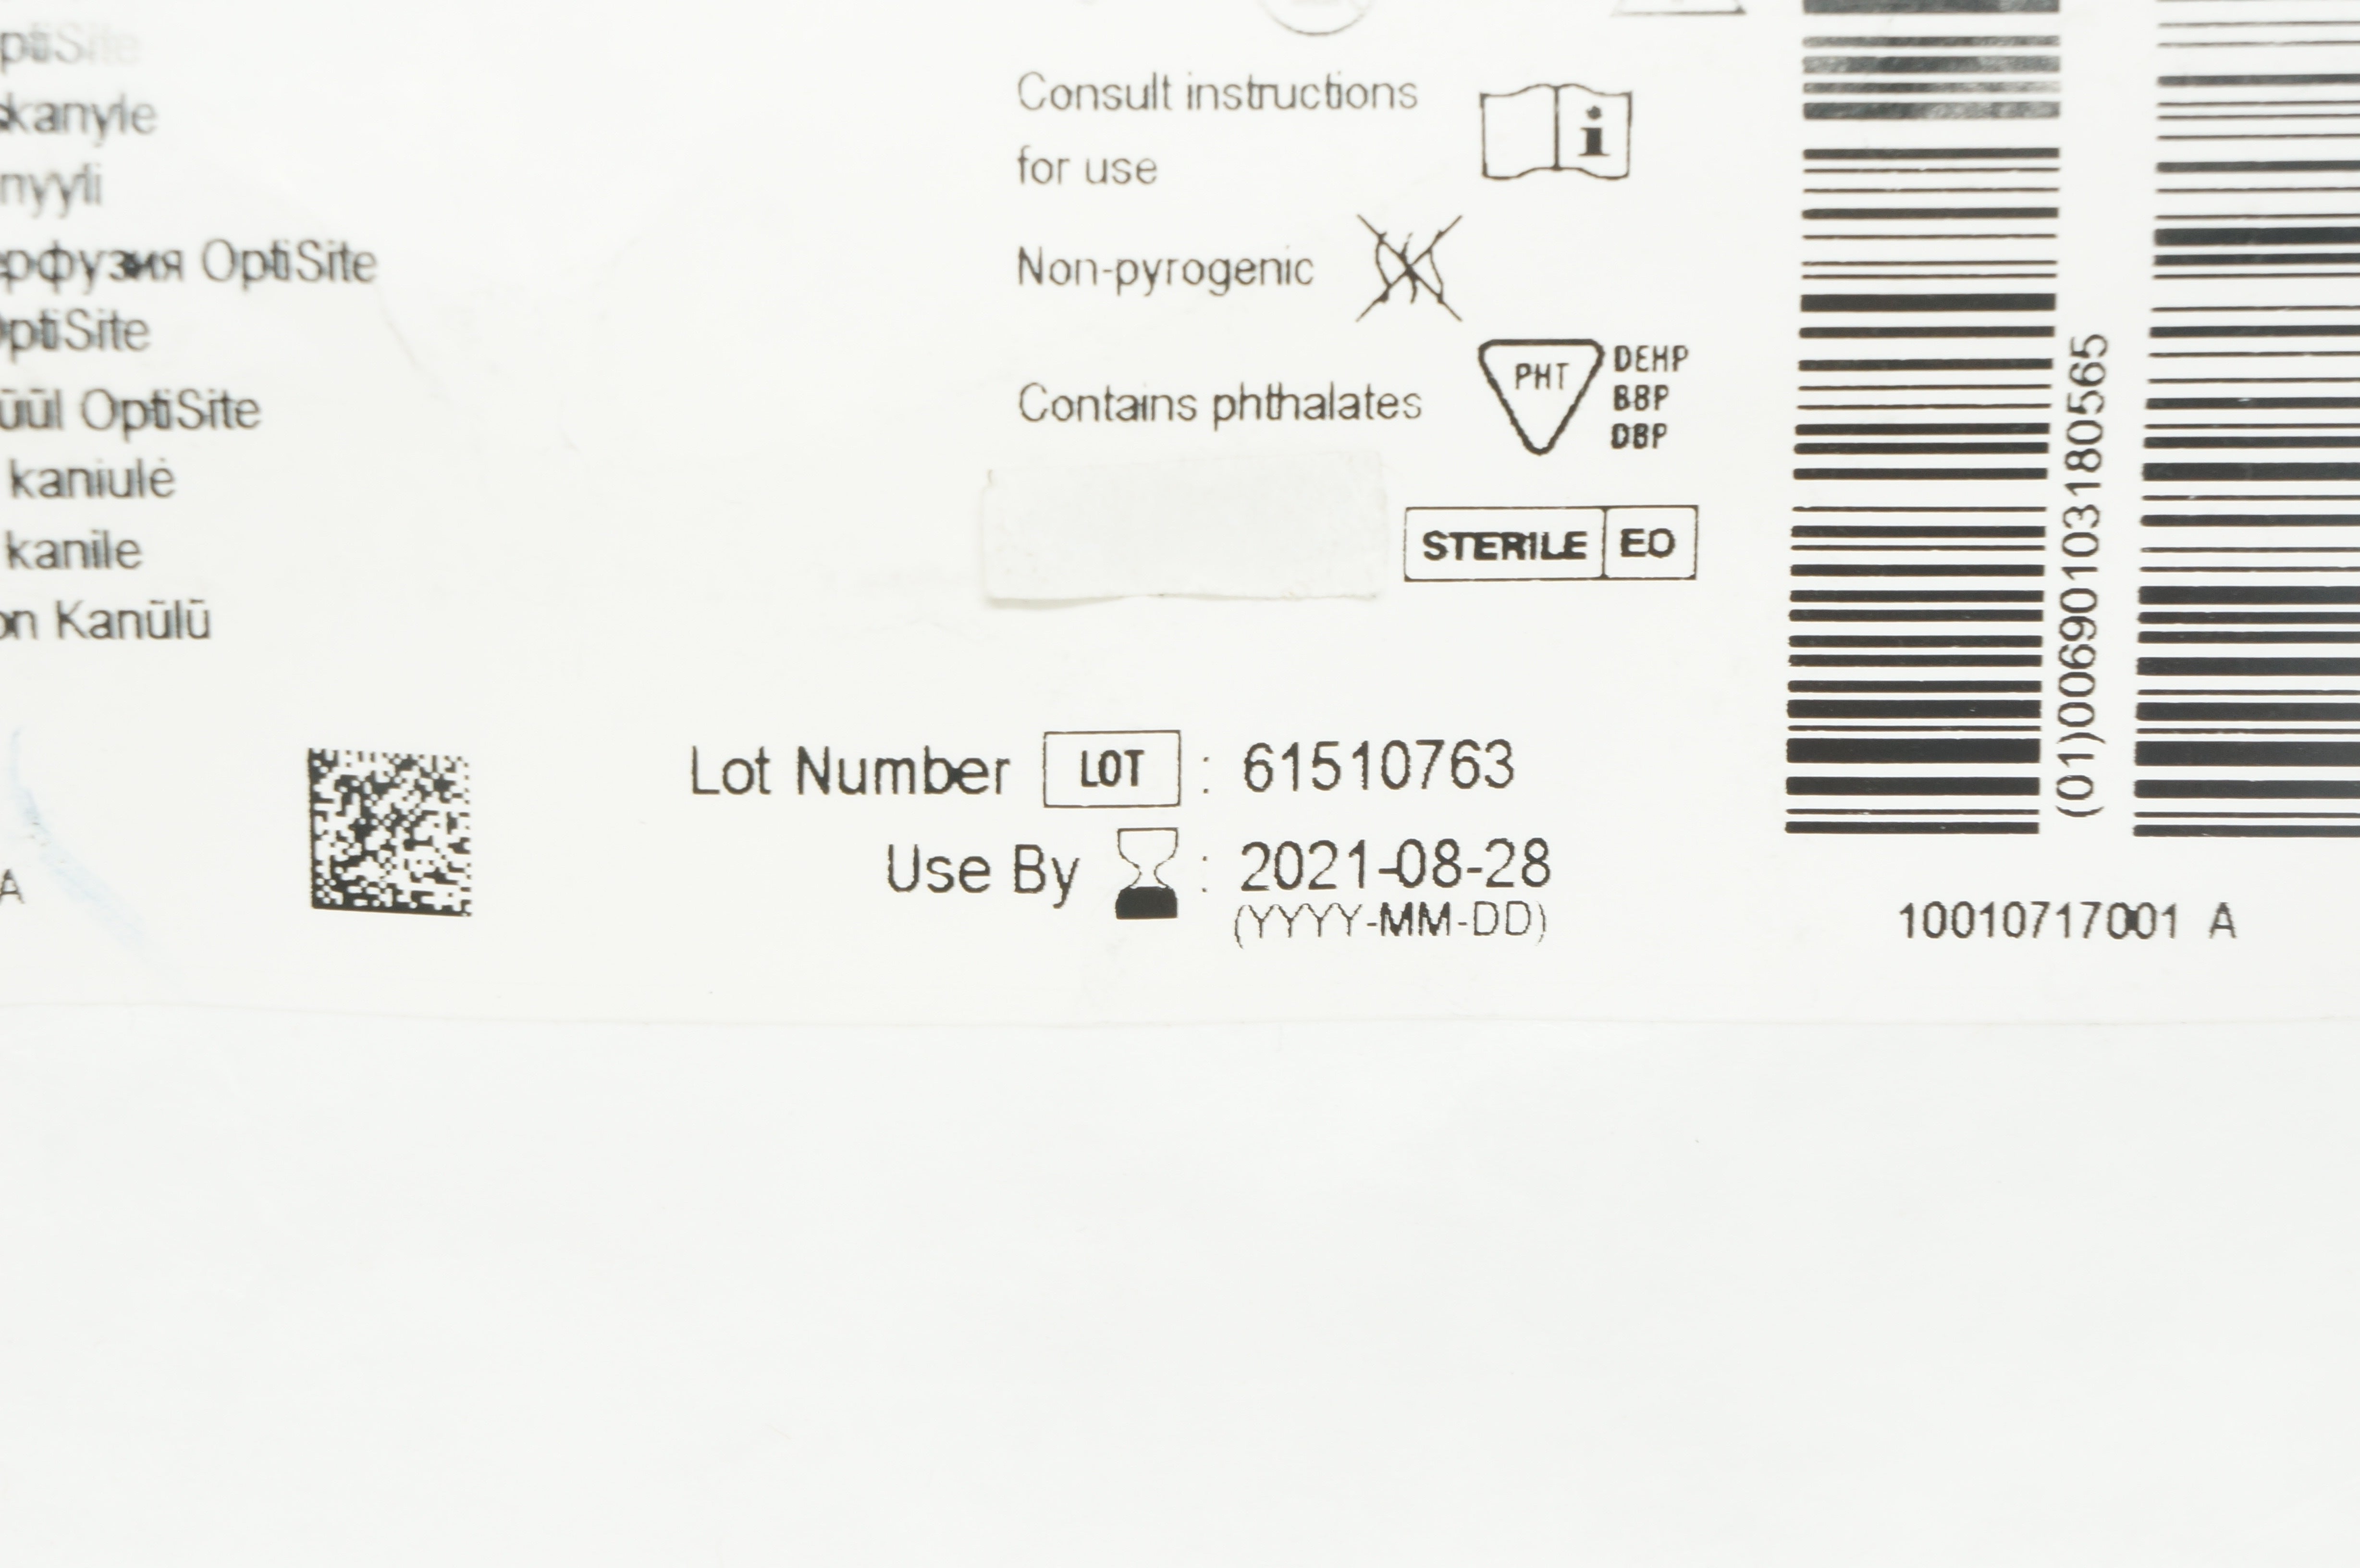 ptiSite
kanyle
nyyli
ерфузия OptiSite
OptiSite
üül OptiSite
kaniulė
kanile
on Kanülü
A
Consult instructions
for use
i
Non-pyrogenic
Contains phthalates
PHT
DEHP
BBP
DBP
STERILE EO
Lot Number LOT : 61510763
Use By : 2021-08-28
(YYYY-MM-DD)
(01)00690103180565
10010717001 A